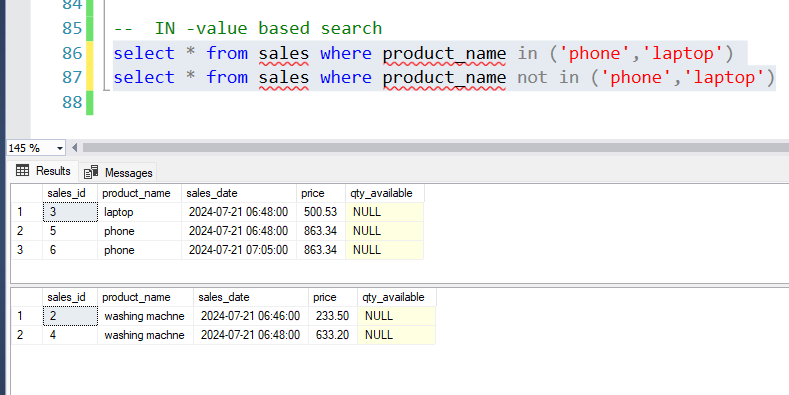 84
85 -- IN -value based search
86 select * from sales where product_name in ('phone','laptop')
87 select * from sales where product_name not in ('phone','laptop')
88
145 %
Results Messages
sales_id product_name sales_date price qty_available
1 3 laptop 2024-07-21 06:48:00 500.53 NULL
2 5 phone 2024-07-21 06:48:00 863.34 NULL
3 6 phone 2024-07-21 07:05:00 863.34 NULL
sales_id product_name sales_date price qty_available
1 2 washing machne 2024-07-21 06:46:00 233.50 NULL
2 4 washing machne 2024-07-21 06:48:00 633.20 NULL